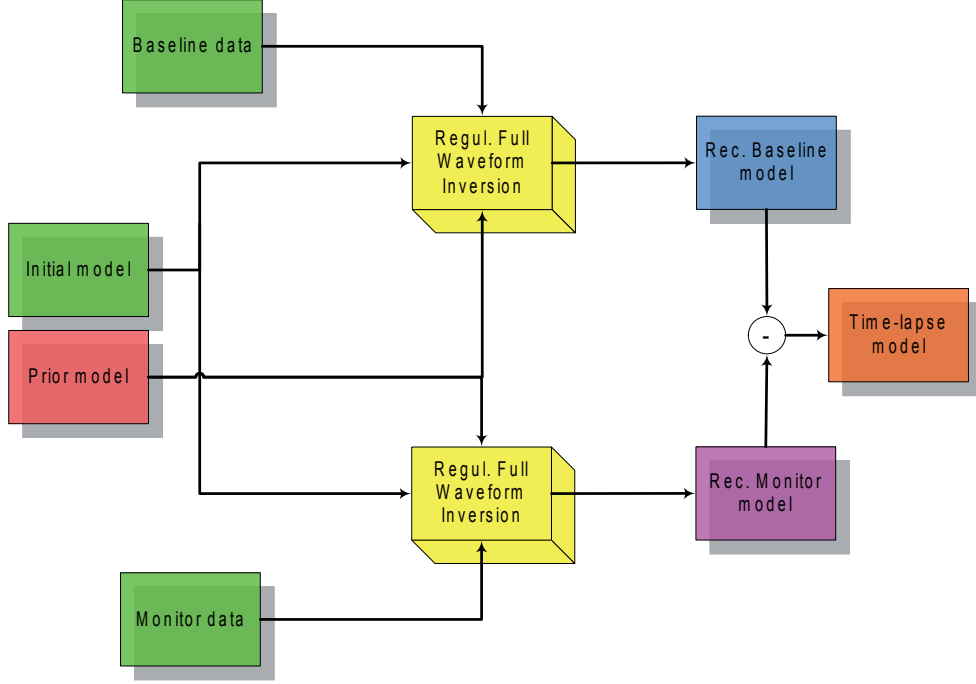 Baseline data
Regul. Full
Waveform
Inversion
Rec. Baseline
model
Initial model
Prior model
-
Time-lapse
model
Regul. Full
Waveform
Inversion
Rec. Monitor
model
Monitor data